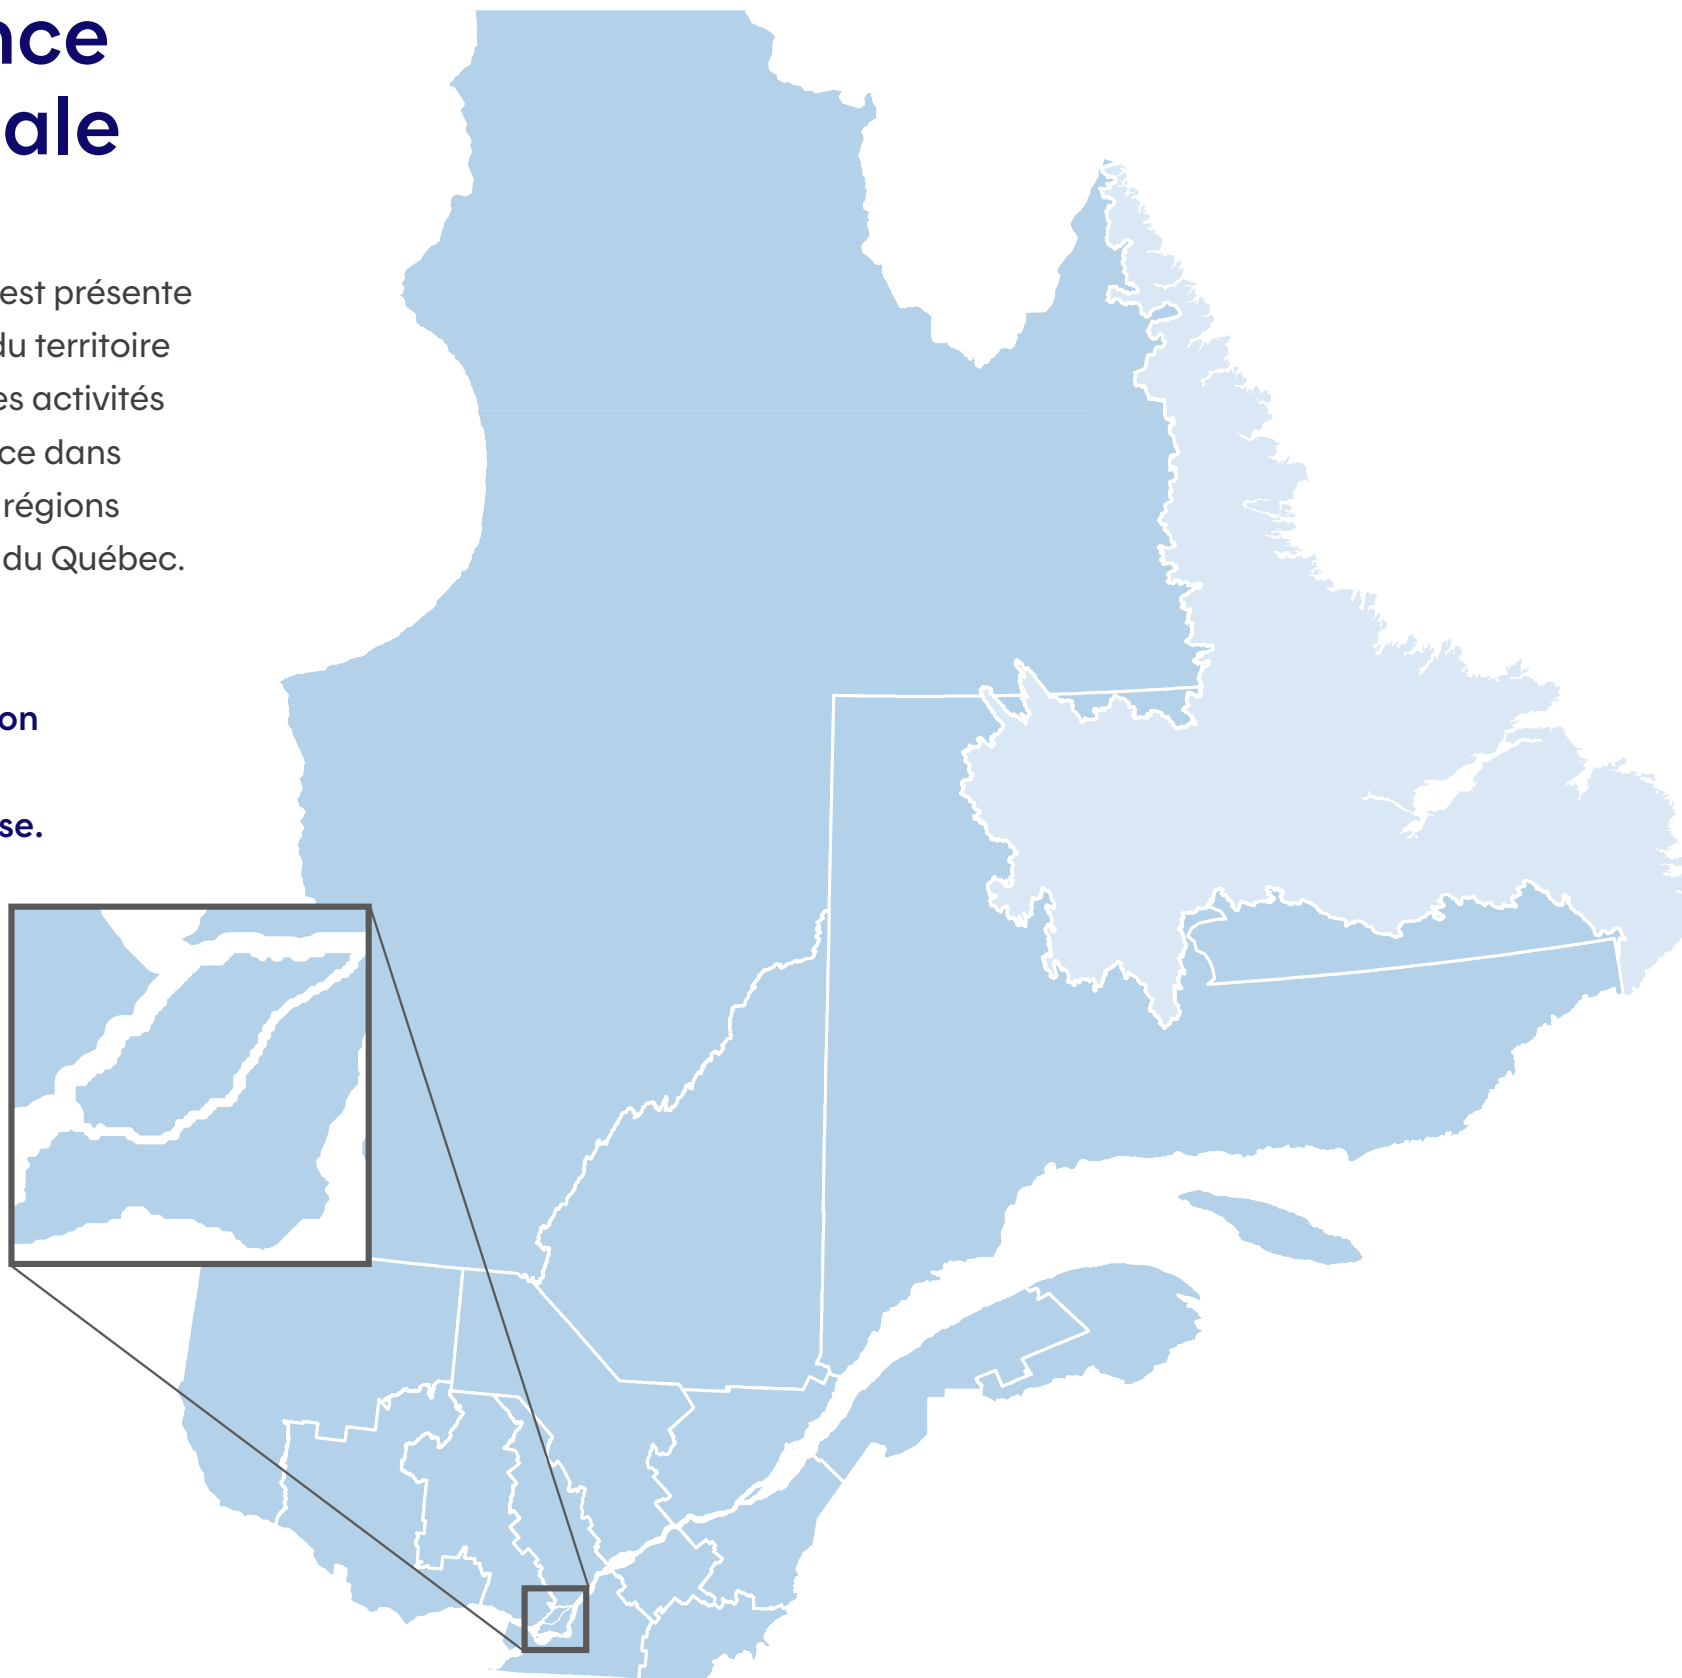 nce
ale
est présente
du territoire
es activités
ce dans
régions
du Québec.
on
se.